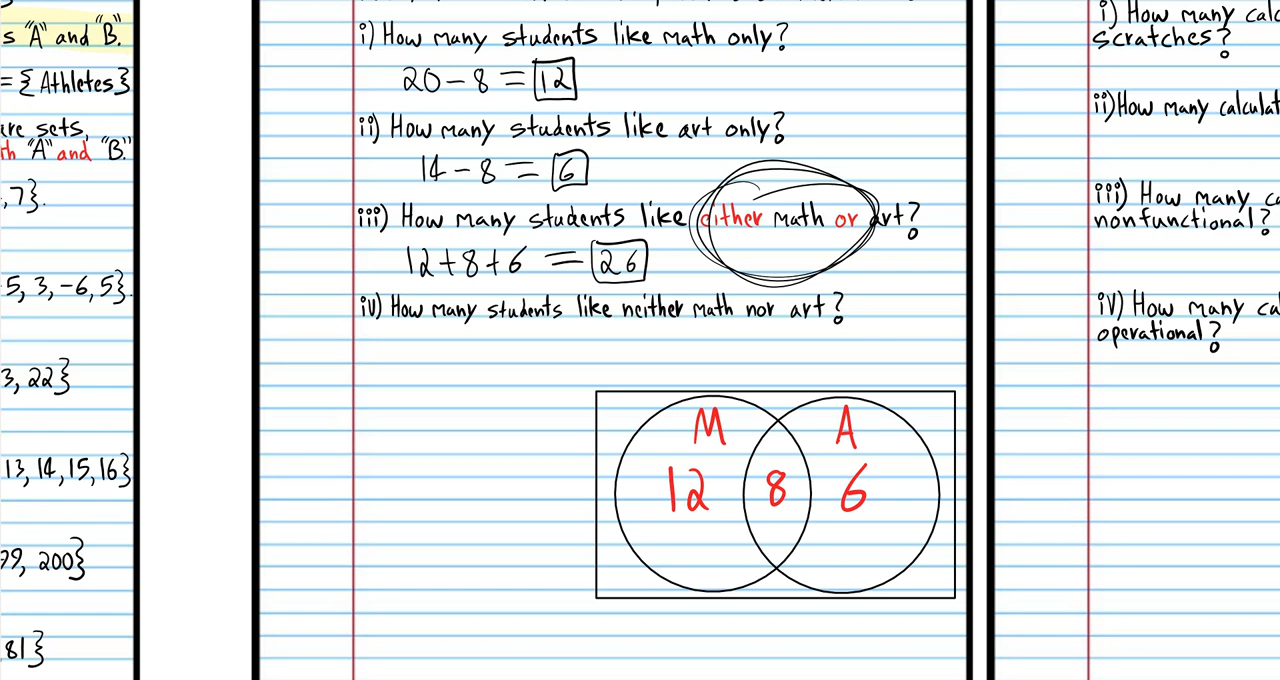 s "A" and "B."
= {Athletes}
are sets,
"A" and "B."
, 7}.
5, 3, -6, 5}.
3, 22}
13, 14, 15, 16}
99, 200}
81}
i) How many students like math only?
20 - 8 = 12
ii) How many students like art only?
14 - 8 = 6
iii) How many students like either math or art?
12 + 8 + 6 = 26
iv) How many students like neither math nor art?
M A
12 8 6
i) How many calc
scratches?
ii) How many calculat
iii) How many ca
nonfunctional?
iv) How many ca
operational?